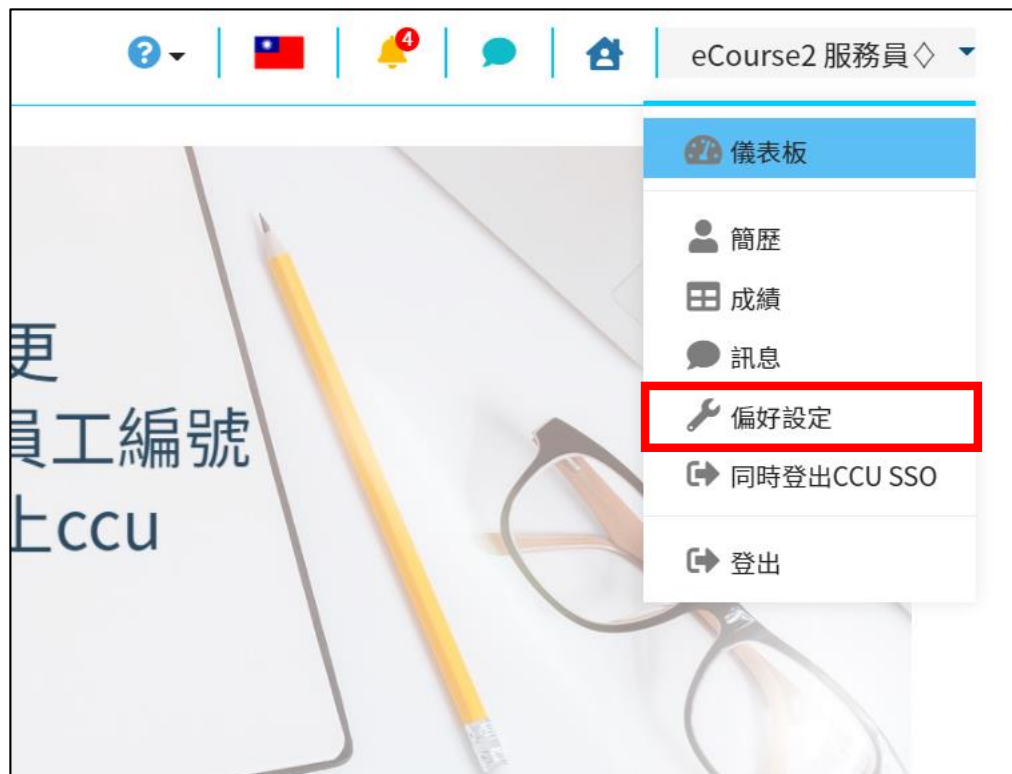 ?
4
eCourse2 服務員◇
儀表板
簡歷
成績
訊息
偏好設定
同時登出CCU SSO
登出
更
員工編號
上ccu